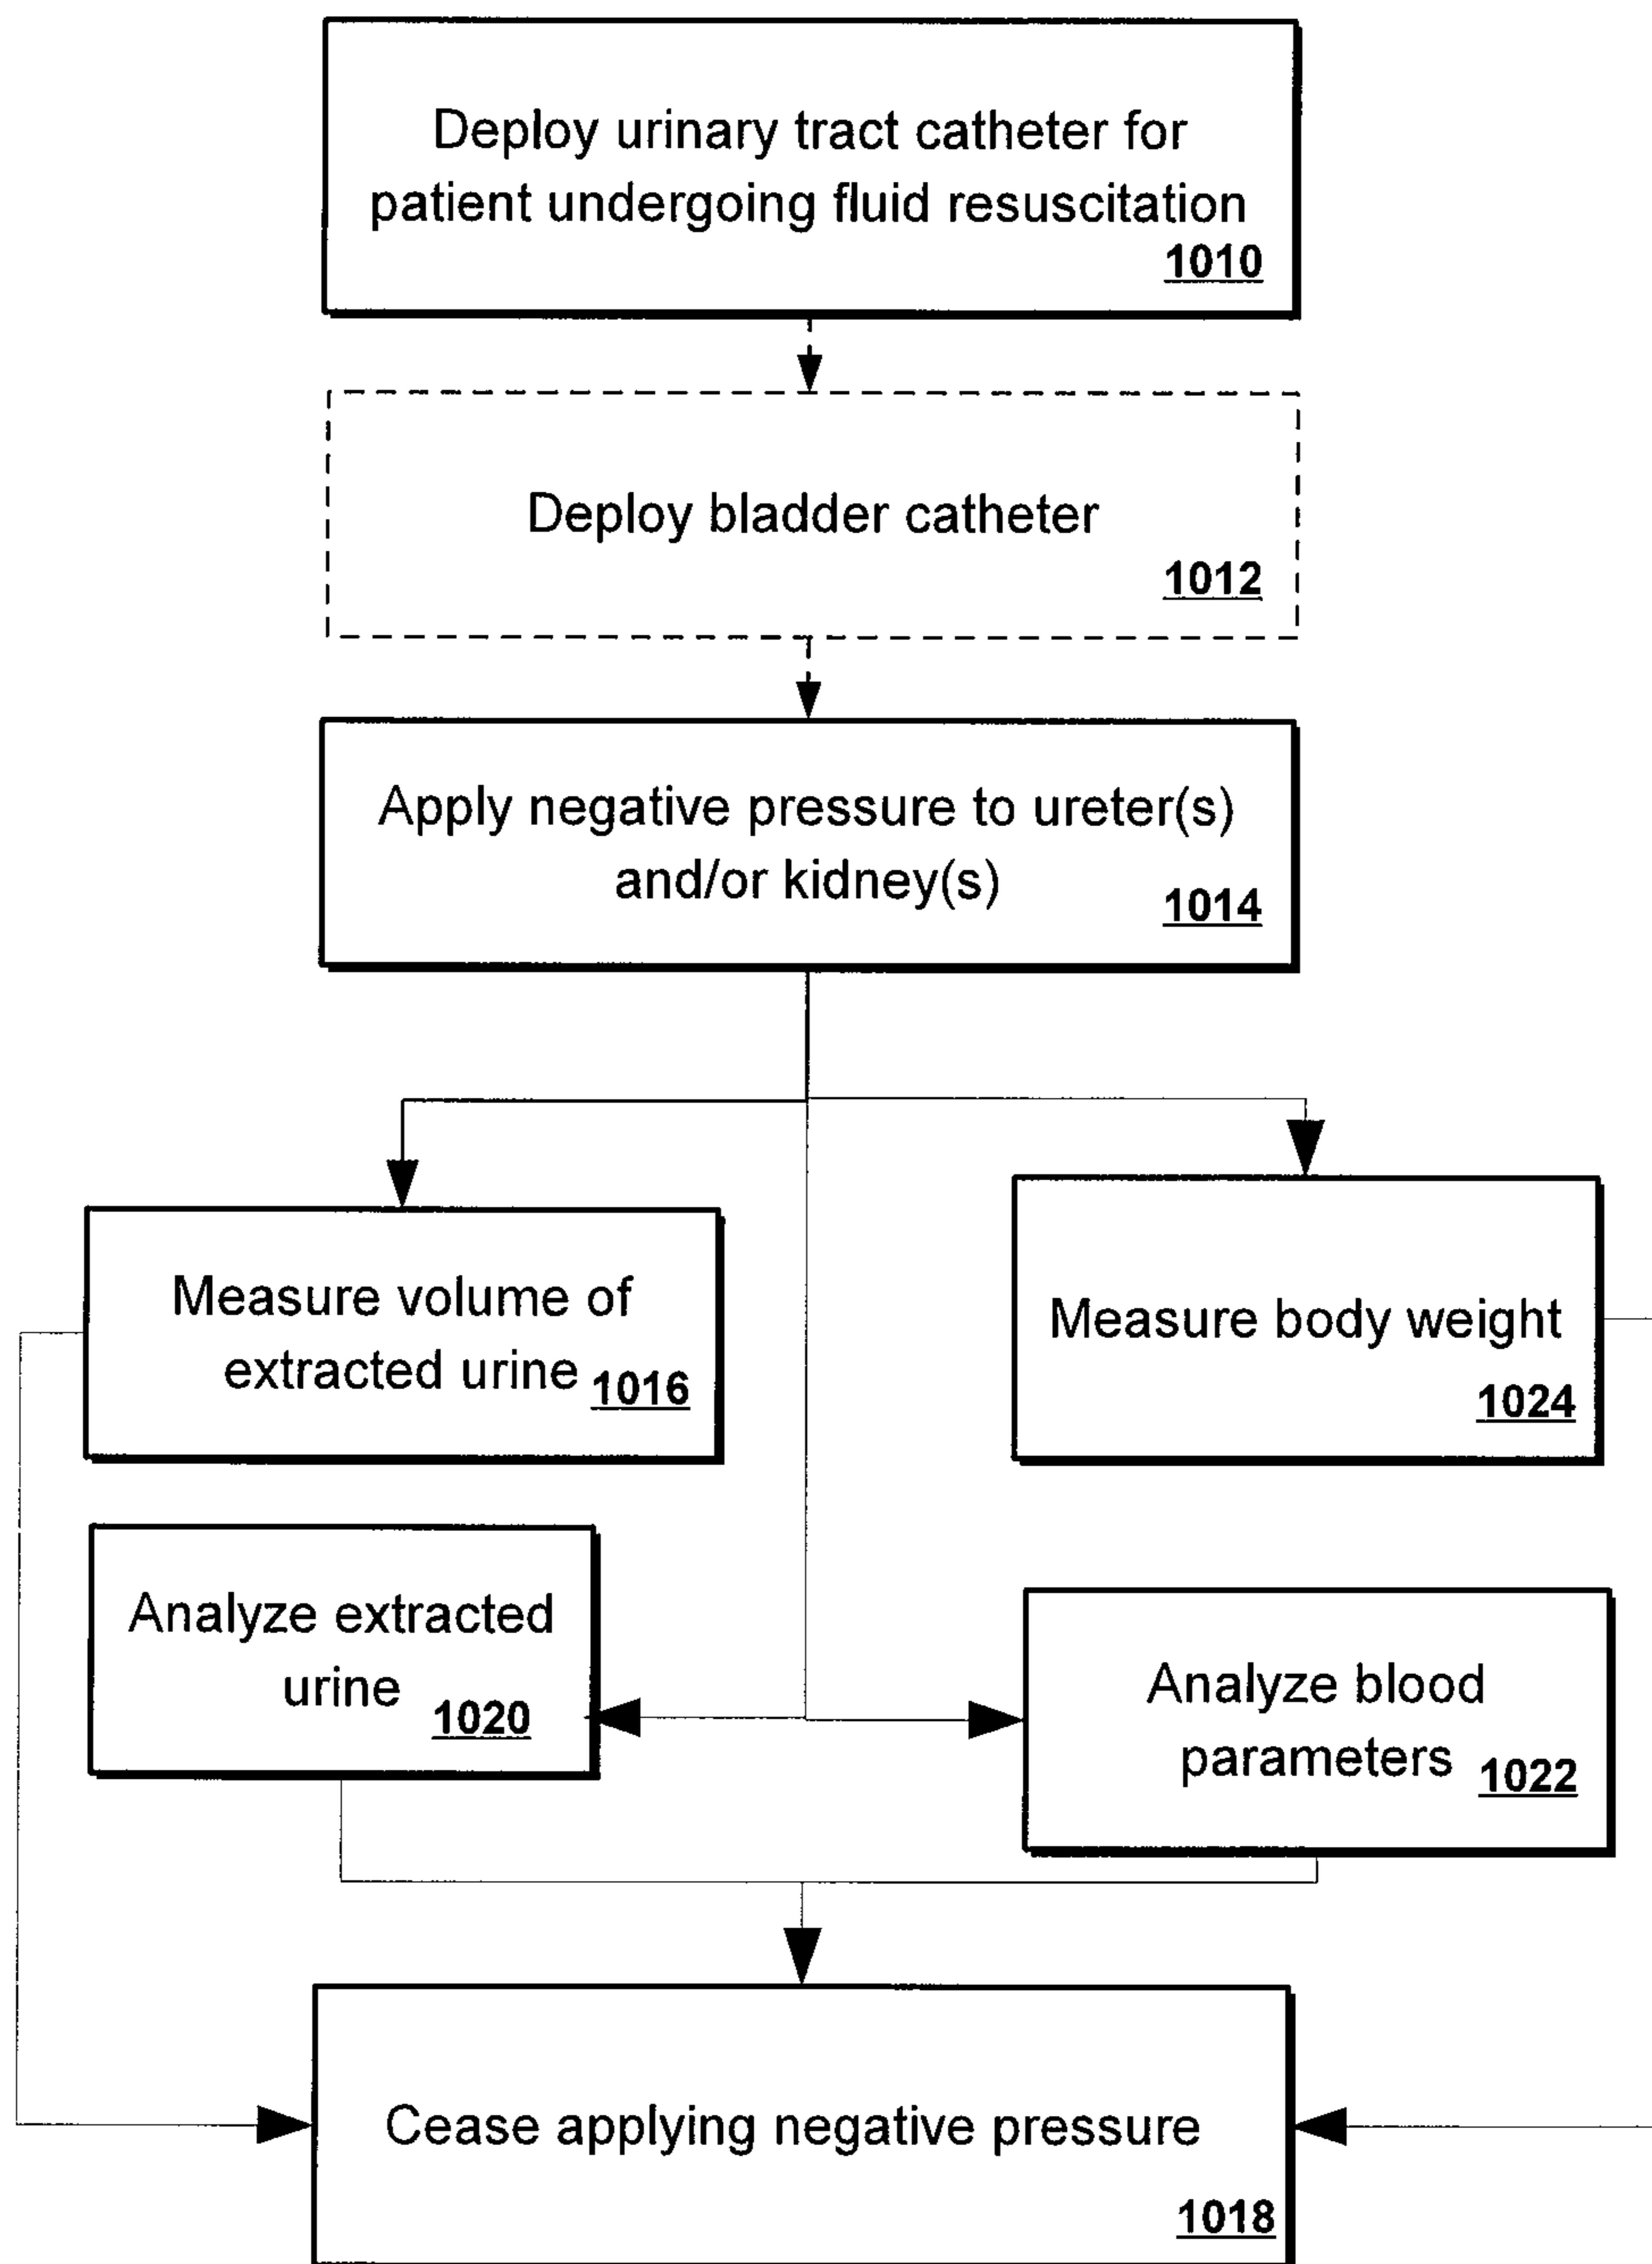 Deploy urinary tract catheter for
patient undergoing fluid resuscitation
1010
Deploy bladder catheter
1012
Apply negative pressure to ureter(s)
and/or kidney(s)
1014
Measure volume of
extracted urine 1016
Measure body weight
1024
Analyze extracted
urine 1020
Analyze blood
parameters 1022
Cease applying negative pressure
1018